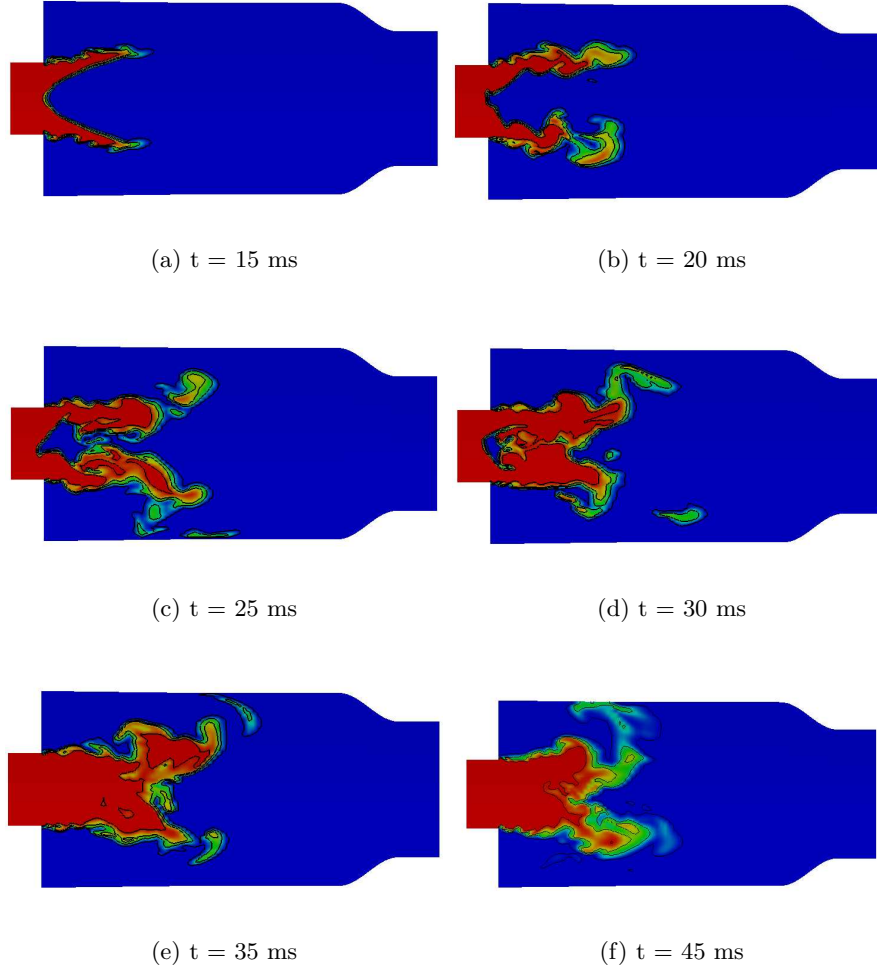 (a) t = 15 ms
(b) t = 20 ms
(c) t = 25 ms
(d) t = 30 ms
(e) t = 35 ms
(f) t = 45 ms